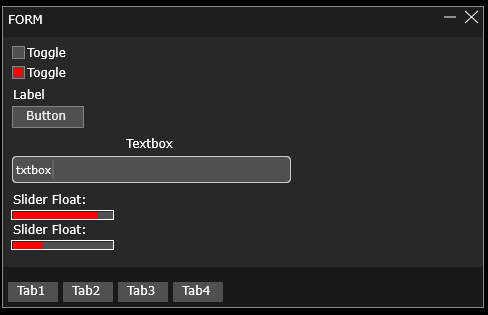 FORM
Toggle
Toggle
Label
Button
Textbox
txtbox
Slider Float:
Slider Float:
Tab1 Tab2 Tab3 Tab4